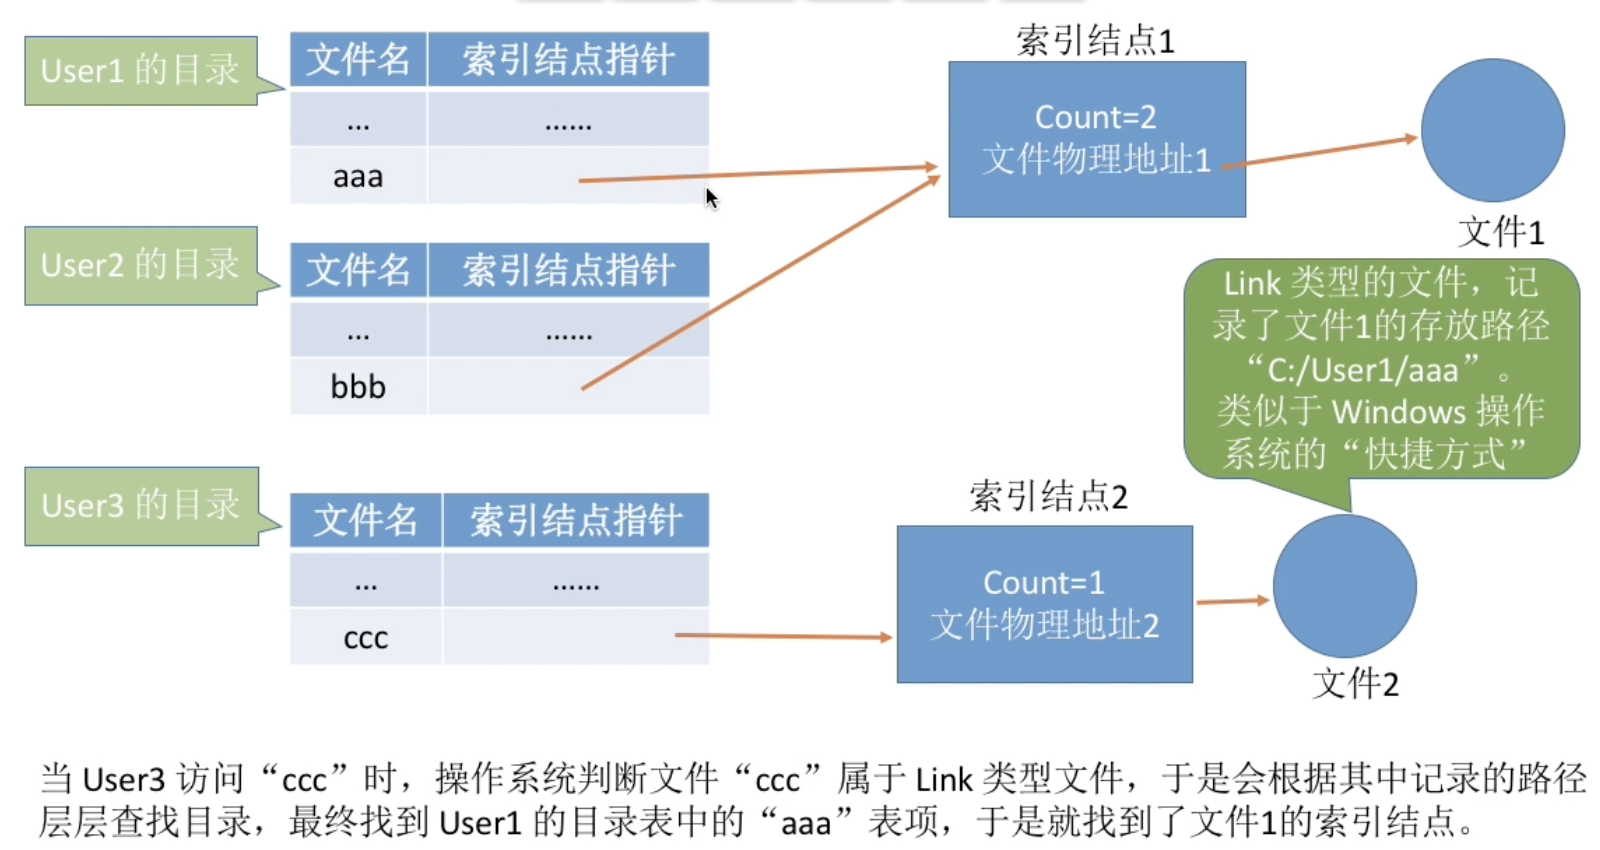 User1 的目录
文件名 索引结点指针
... ......
aaa
User2 的目录
文件名 索引结点指针
... ......
bbb
User3 的目录
文件名 索引结点指针
... ......
ccc
索引结点1
Count=2
文件物理地址1
文件1
Link 类型的文件，记
录了文件1的存放路径
“C:/User1/aaa”。
类似于 Windows 操作
系统的“快捷方式”
索引结点2
Count=1
文件物理地址2
文件2
当 User3 访问“ccc”时，操作系统判断文件“ccc”属于 Link 类型文件，于是会根据其中记录的路径
层层查找目录，最终找到 User1 的目录表中的“aaa”表项，于是就找到了文件1的索引结点。